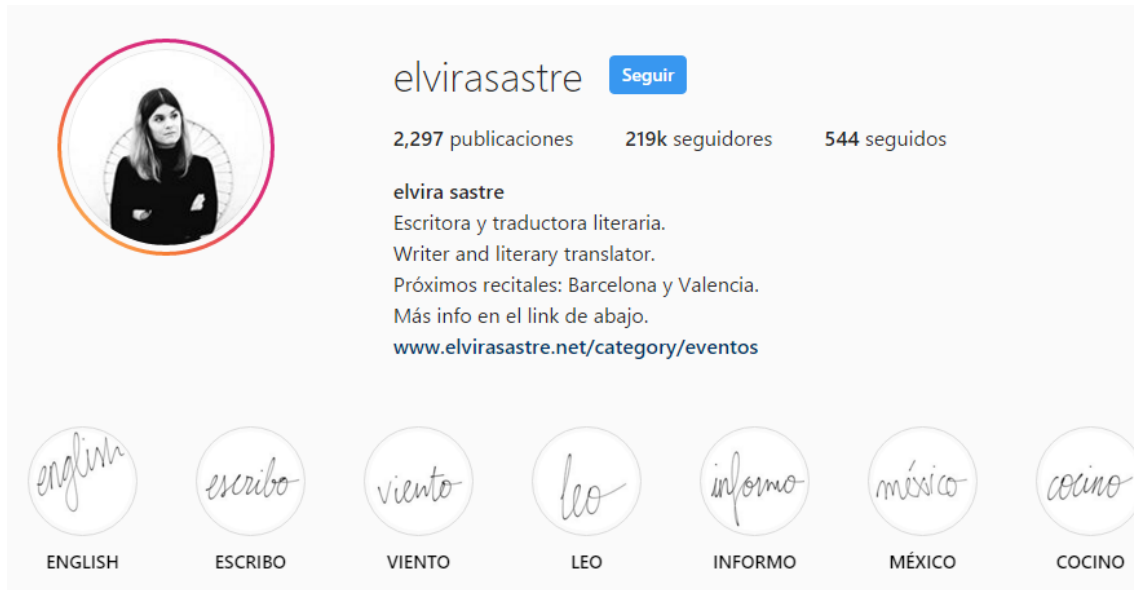 elvirasastre Seguir
2,297 publicaciones 219k seguidores 544 seguidos
elvira sastre
Escritora y traductora literaria.
Writer and literary translator.
Próximos recitales: Barcelona y Valencia.
Más info en el link de abajo.
www.elvirasastre.net/category/eventos
english escribo viento leo informo méxico cocino
ENGLISH ESCRIBO VIENTO LEO INFORMO MÉXICO COCINO